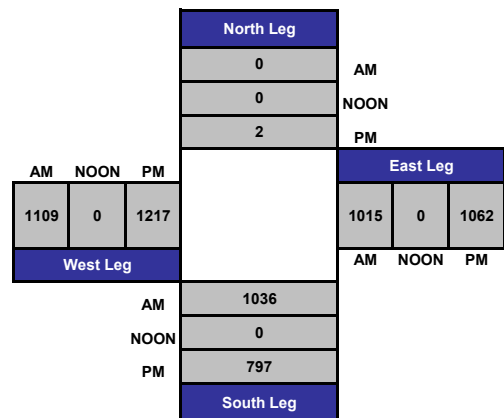 North Leg
0
AM
0
NOON
2
PM
AM NOON PM
East Leg
1109 0 1217
1015 0 1062
West Leg
AM NOON PM
AM
1036
NOON
0
PM
797
South Leg